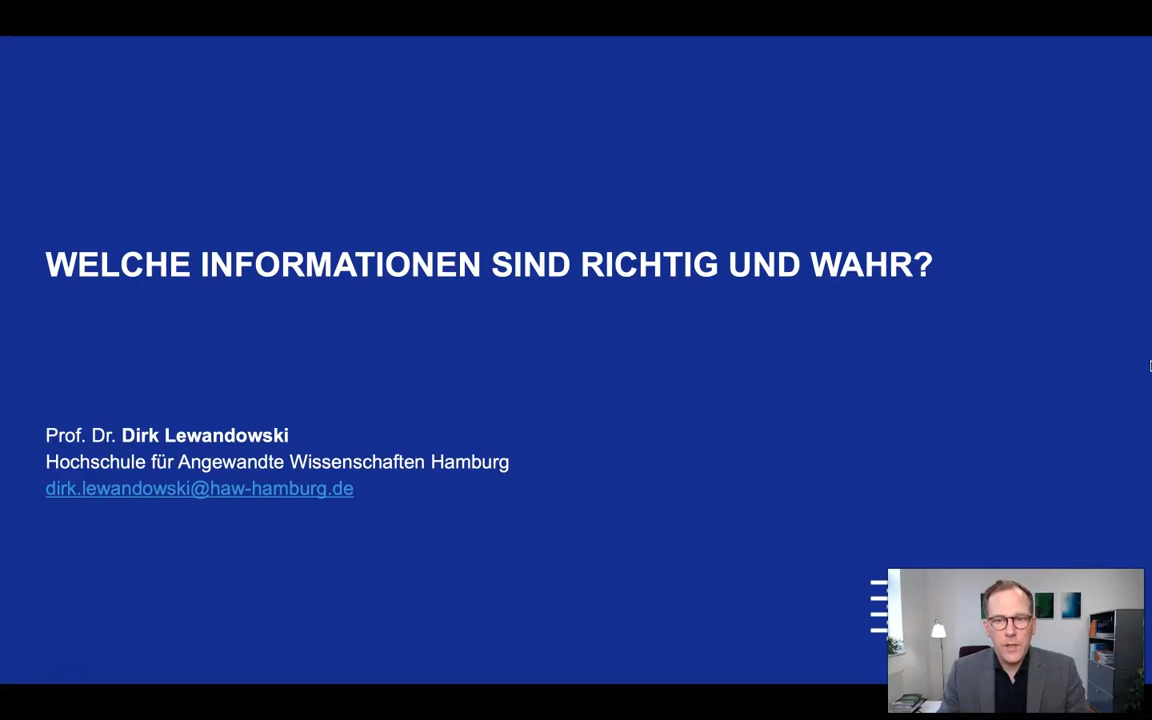 WELCHE INFORMATIONEN SIND RICHTIG UND WAHR?
Prof. Dr. Dirk Lewandowski
Hochschule für Angewandte Wissenschaften Hamburg
dirk.lewandowski@haw-hamburg.de